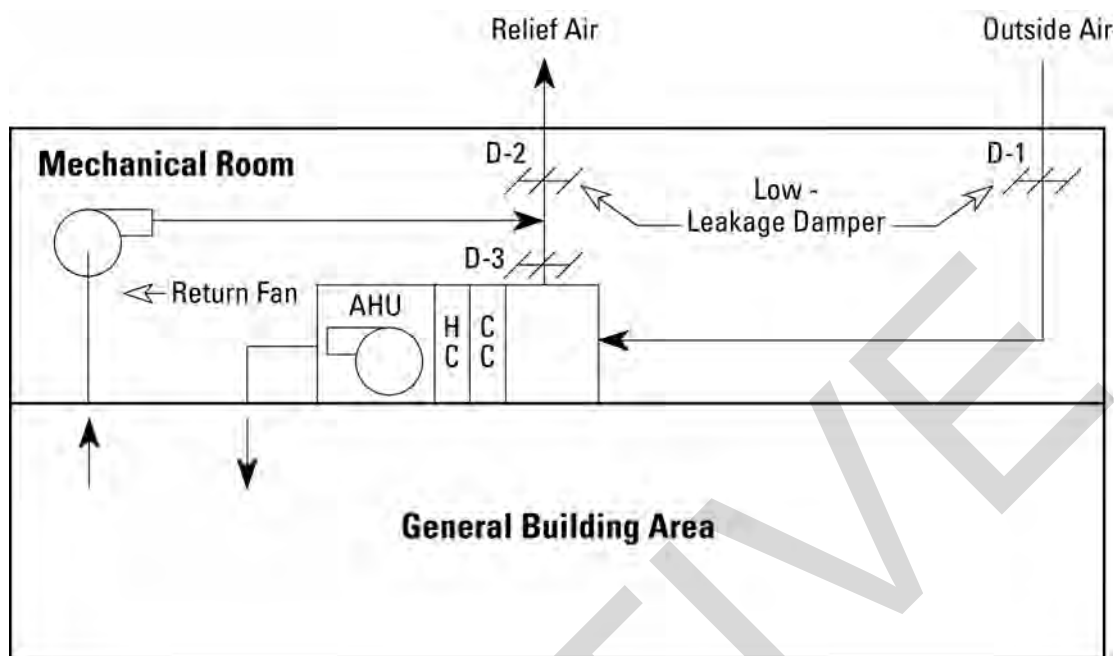 Relief Air
Outside Air
Mechanical Room
D-2
D-1
Low -
Leakage Damper
D-3
Return Fan
AHU
H
C
C
C
General Building Area